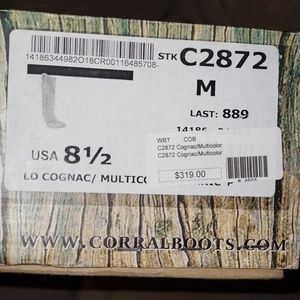 14186344982O18CR00116485708-
STK C2872
M
LAST: 889
WBT COB
C2872 Cognac/Multicolor
C2872 Cognac/Multicolor
$319.00
USA 8½
LD COGNAC/ MULTICO
WWW.CORRALBOOTS.COM